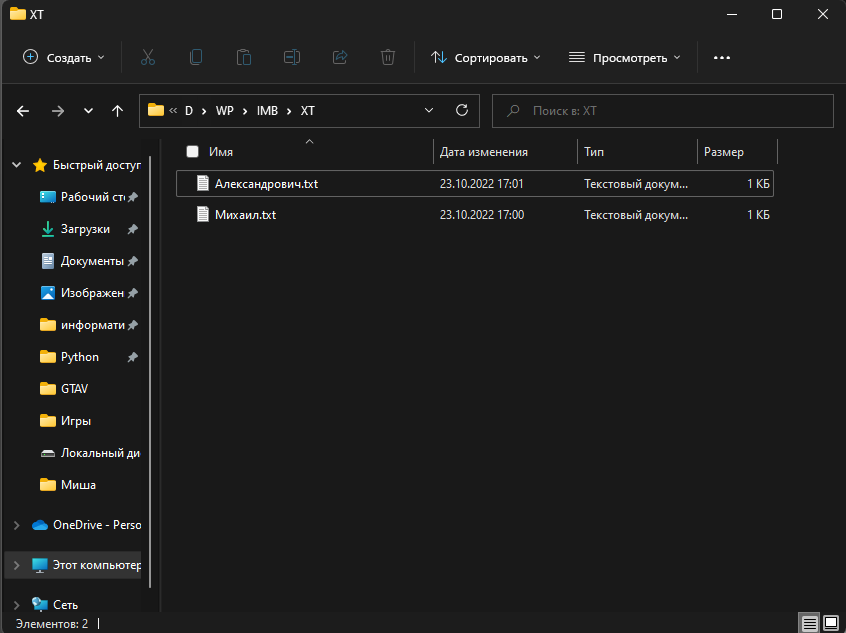 XT
Создать
Сортировать
Просмотреть
« D › WP › IMB › XT
Поиск в: XT
Имя
Дата изменения
Тип
Размер
Александрович.txt 23.10.2022 17:01 Текстовый докум... 1 КБ
Михаил.txt 23.10.2022 17:00 Текстовый докум... 1 КБ
Быстрый доступ
Рабочий сто
Загрузки
Документы
Изображен
информати
Python
GTAV
Игры
Локальный ди
Миша
OneDrive - Perso
Этот компьютер
Сеть
Элементов: 2